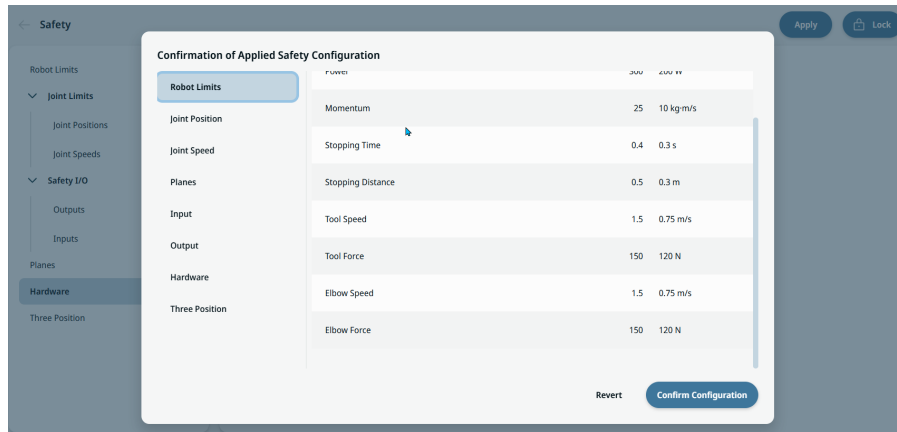 Safety
Apply
Lock
Robot Limits
Joint Limits
Joint Positions
Joint Speeds
Safety I/O
Outputs
Inputs
Planes
Hardware
Three Position
Confirmation of Applied Safety Configuration
Robot Limits
Joint Position
Joint Speed
Planes
Input
Output
Hardware
Three Position
Power 300 200 W
Momentum 25 10 kg·m/s
Stopping Time 0.4 0.3 s
Stopping Distance 0.5 0.3 m
Tool Speed 1.5 0.75 m/s
Tool Force 150 120 N
Elbow Speed 1.5 0.75 m/s
Elbow Force 150 120 N
Revert
Confirm Configuration